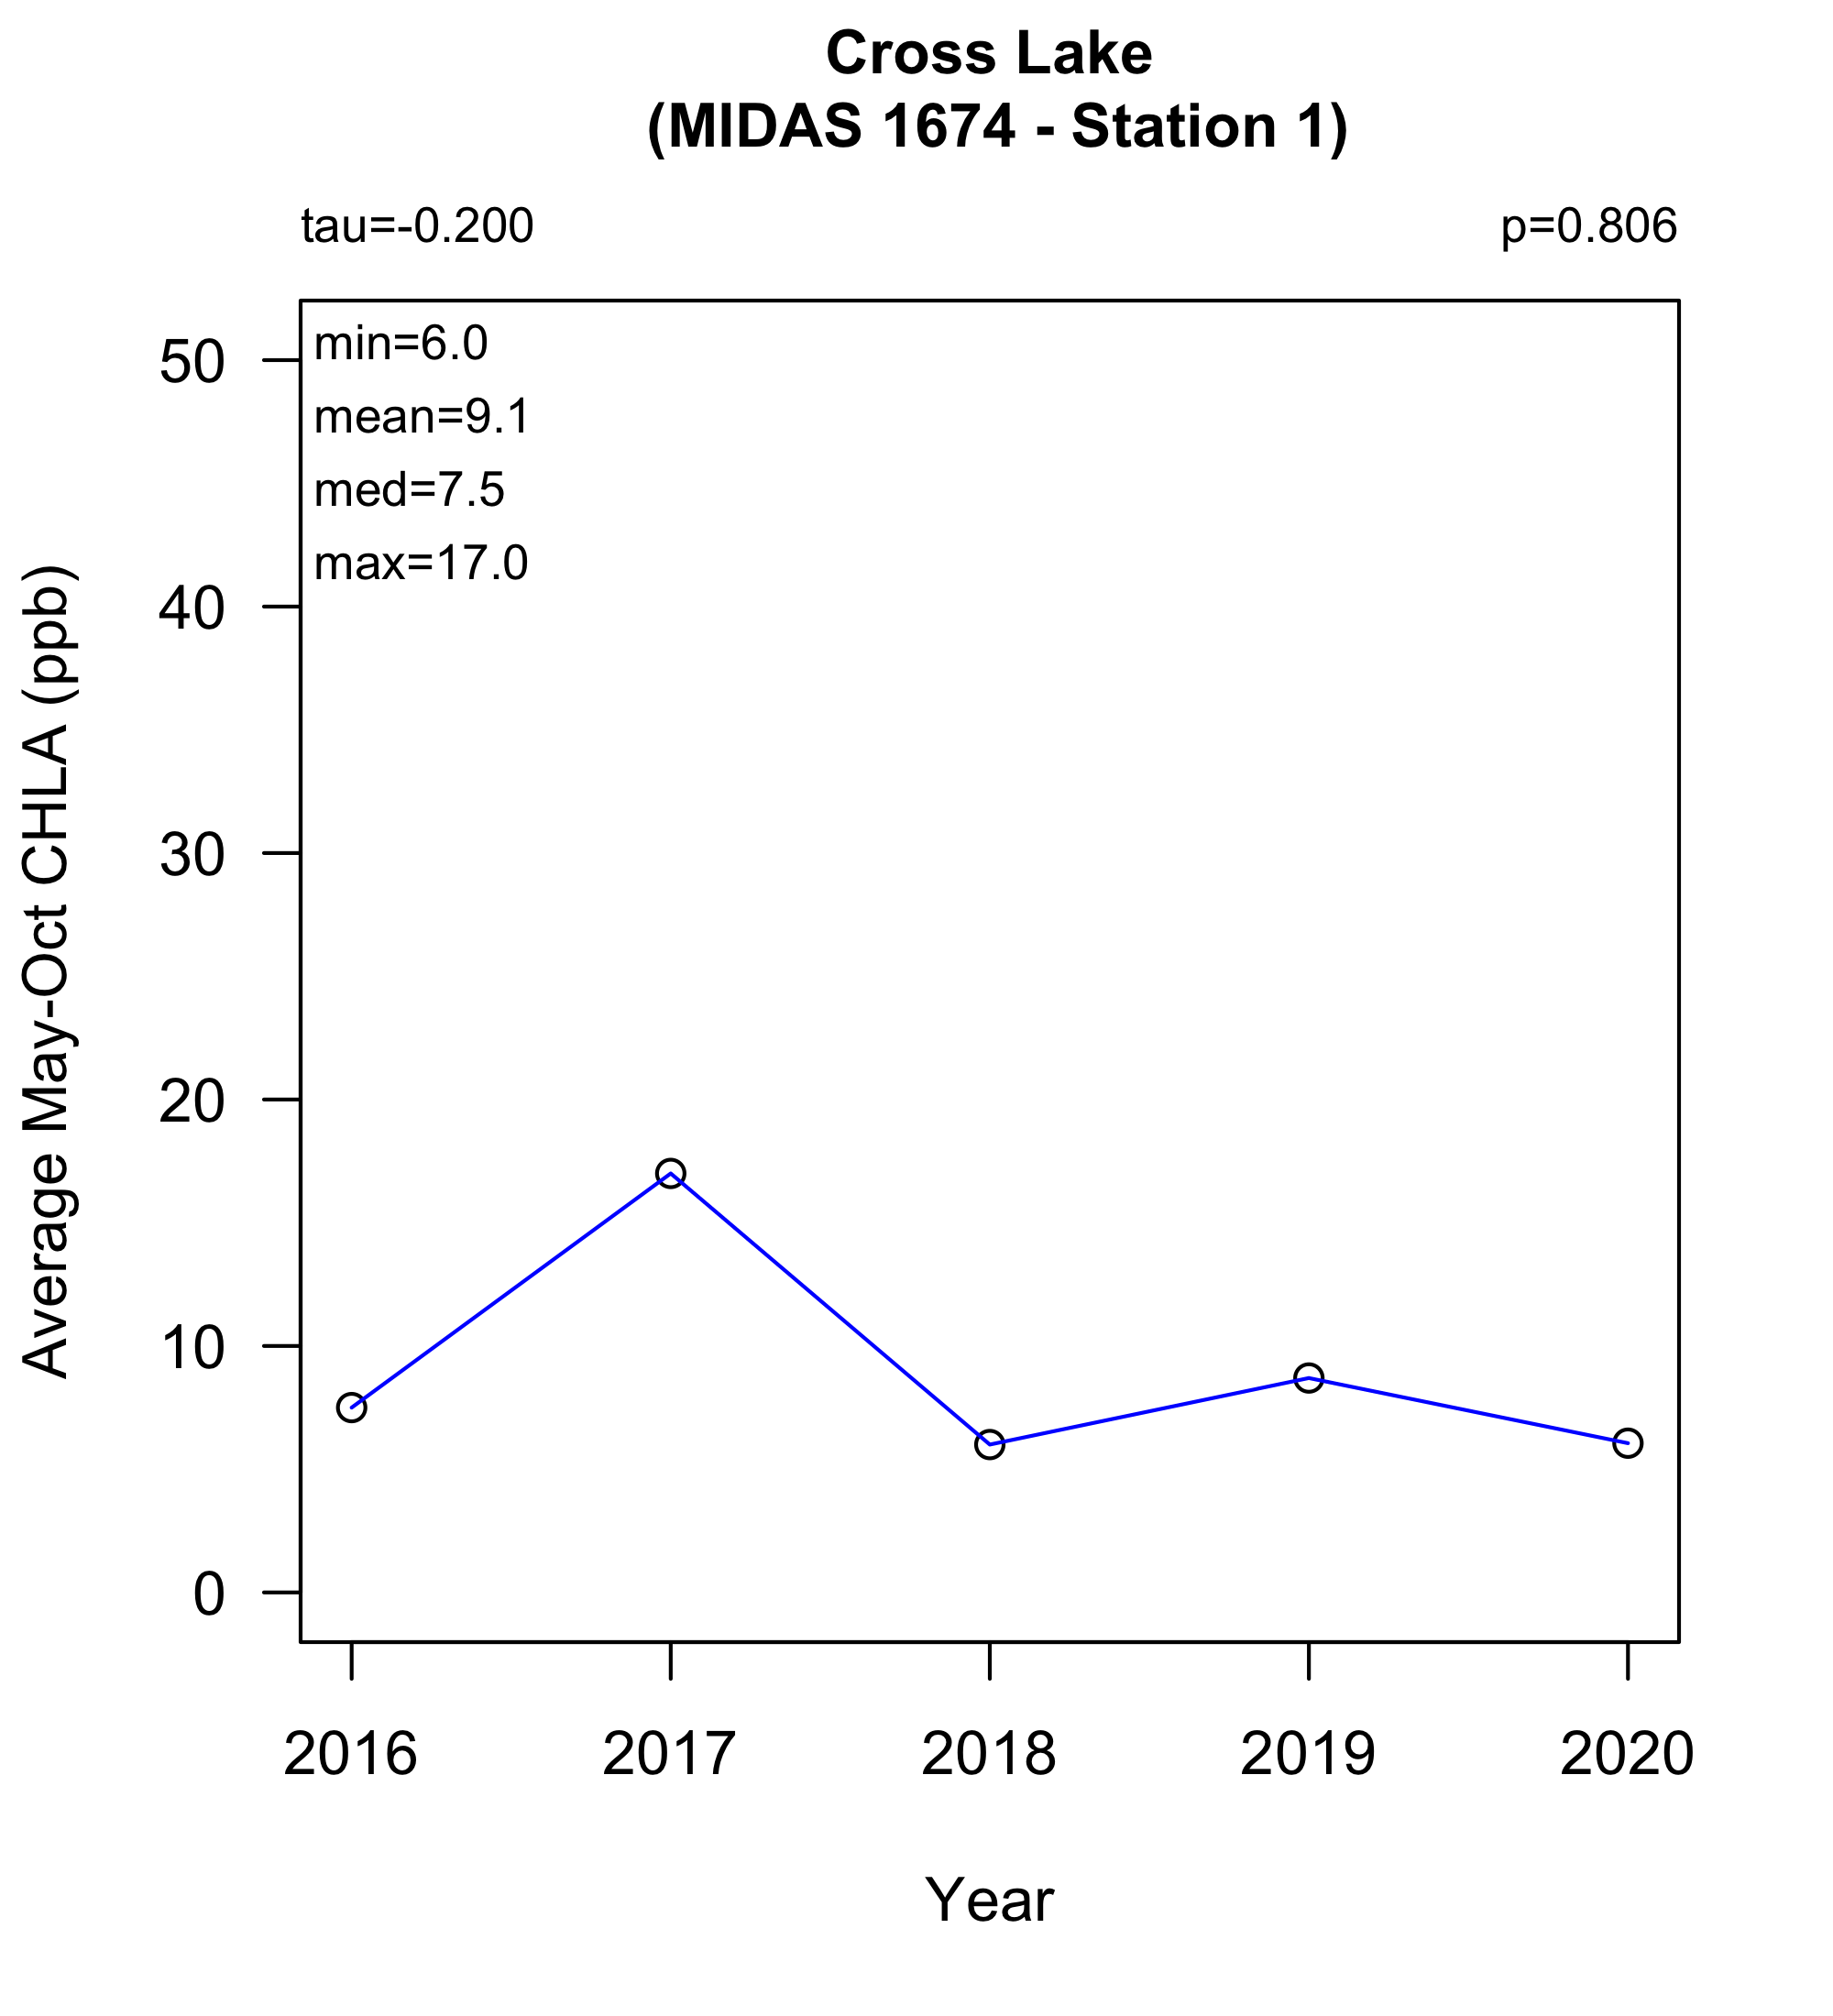 Cross Lake
(MIDAS 1674 - Station 1)
tau=-0.200
p=0.806
min=6.0
mean=9.1
med=7.5
max=17.0
Average May-Oct CHLA (ppb)
50
40
30
20
10
0
2016
2017
2018
2019
2020
Year